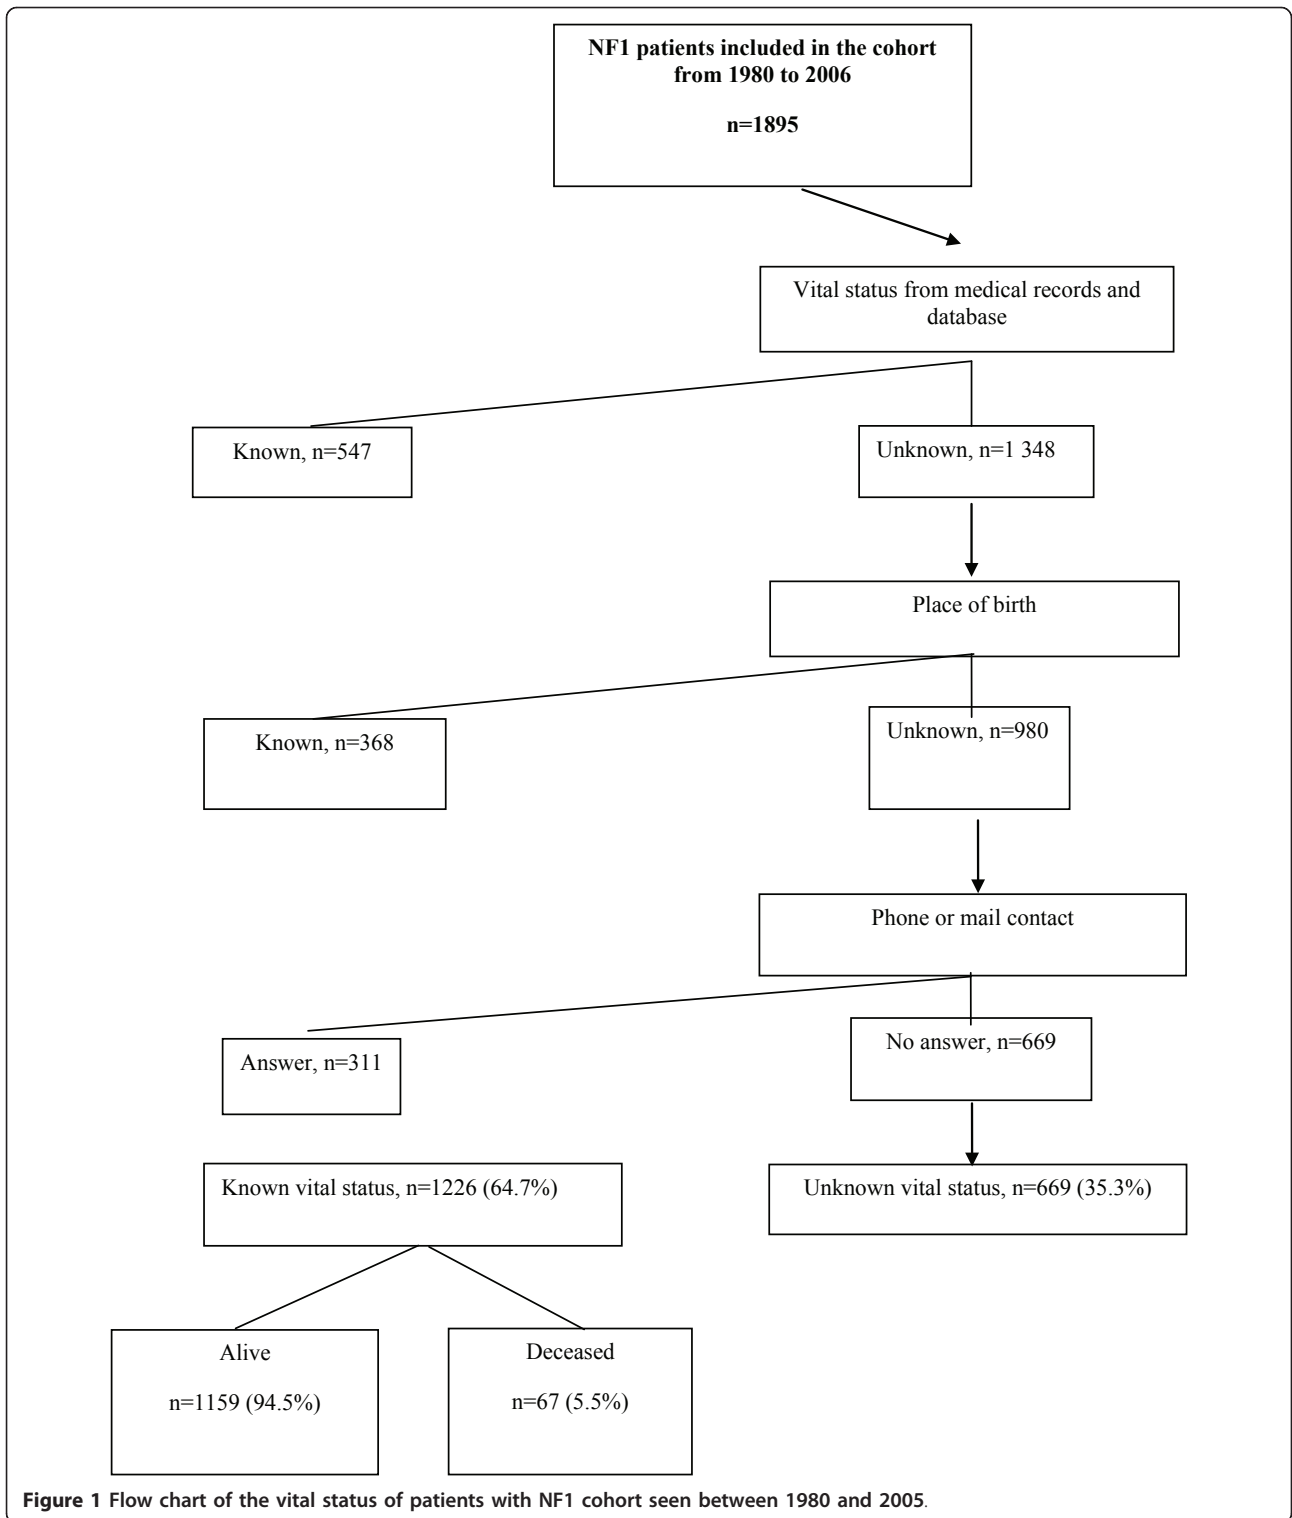 NF1 patients included in the cohort
from 1980 to 2006
n=1895
Vital status from medical records and
database
Known, n=547
Unknown, n=1 348
Place of birth
Known, n=368
Unknown, n=980
Phone or mail contact
Answer, n=311
No answer, n=669
Known vital status, n=1226 (64.7%)
Unknown vital status, n=669 (35.3%)
Alive
n=1159 (94.5%)
Deceased
n=67 (5.5%)
Figure 1 Flow chart of the vital status of patients with NF1 cohort seen between 1980 and 2005.